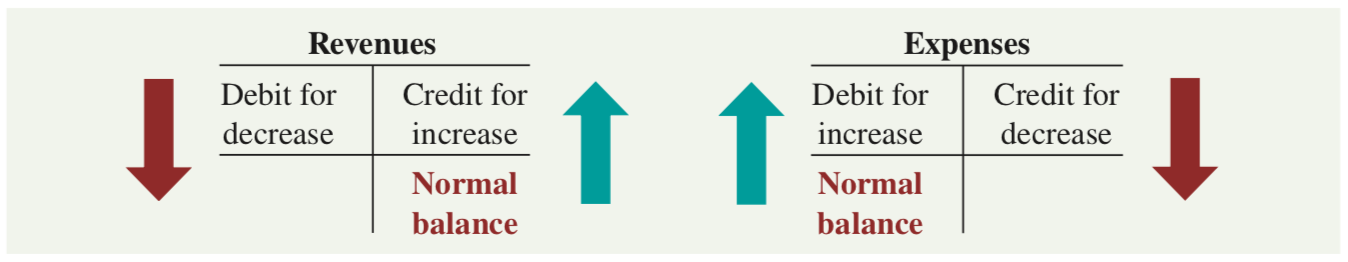 Revenues
Debit for
decrease
Credit for
increase
Normal
balance
Expenses
Debit for
increase
Credit for
decrease
Normal
balance